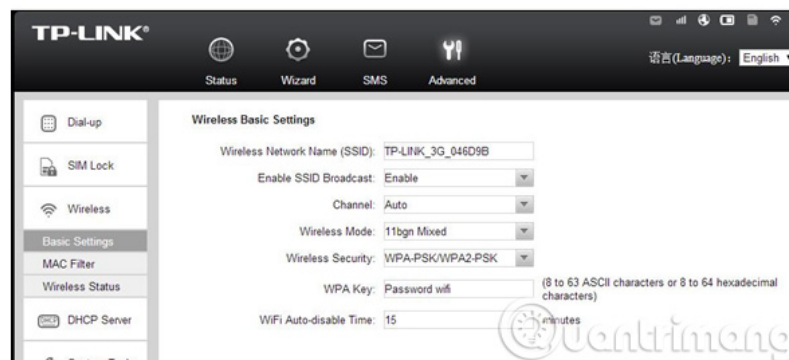 TP-LINK®
语言(Language): English
Status Wizard SMS Advanced
Dial-up
SIM Lock
Wireless
Basic Settings
MAC Filter
Wireless Status
DHCP Server
Wireless Basic Settings
Wireless Network Name (SSID): TP-LINK_3G_046D9B
Enable SSID Broadcast: Enable
Channel: Auto
Wireless Mode: 11bgn Mixed
Wireless Security: WPA-PSK/WPA2-PSK
WPA Key: Password wifi (8 to 63 ASCII characters or 8 to 64 hexadecimal
characters)
WiFi Auto-disable Time: 15 minutes
Quantrimang